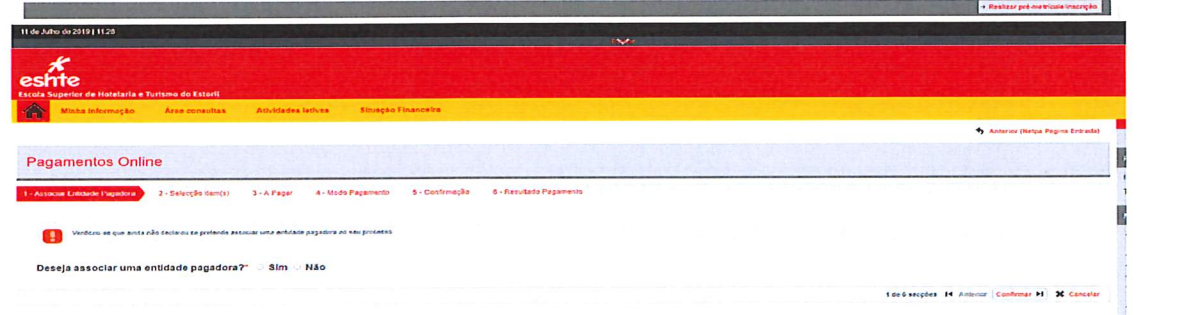 Realizar pré-matrícula/inscrição
11 de Julho de 2019 | 11.28
eshte
Escola Superior de Hotelaria e Turismo do Estoril
Minha Informação Área consultas Atividades letivas Situação Financeira
Anterior (Netpa Pagina Entrada)
Pagamentos Online
1 - Associar Entidade Pagadora 2 - Selecção item(s) 3 - A Pagar 4 - Modo Pagamento 5 - Confirmação 6 - Resultado Pagamento
Verificou-se que ainda não declarou se pretende associar uma entidade pagadora ao seu processo.
Deseja associar uma entidade pagadora?* Sim Não
1 de 6 secções Anterior Confirmar Cancelar